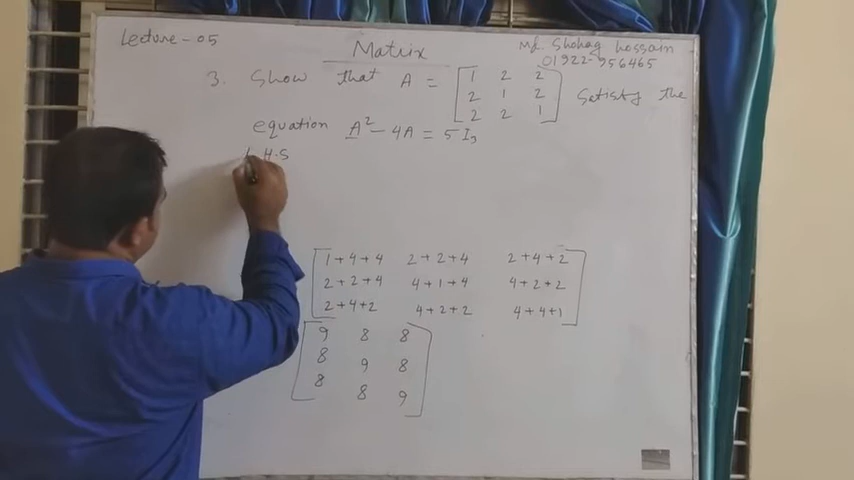 Lecture-05
Matrix
Md. Shohag hossain
01922-956465
3. Show that A = [1 2 2 Satisfy the
2 1 2
2 2 1]
equation A²-4A = 5I₃
L.H.S
[1+4+4 2+2+4 2+4+2
2+2+4 4+1+4 4+2+2
2+4+2 4+2+2 4+4+1]
[9 8 8
8 9 8
8 8 9]